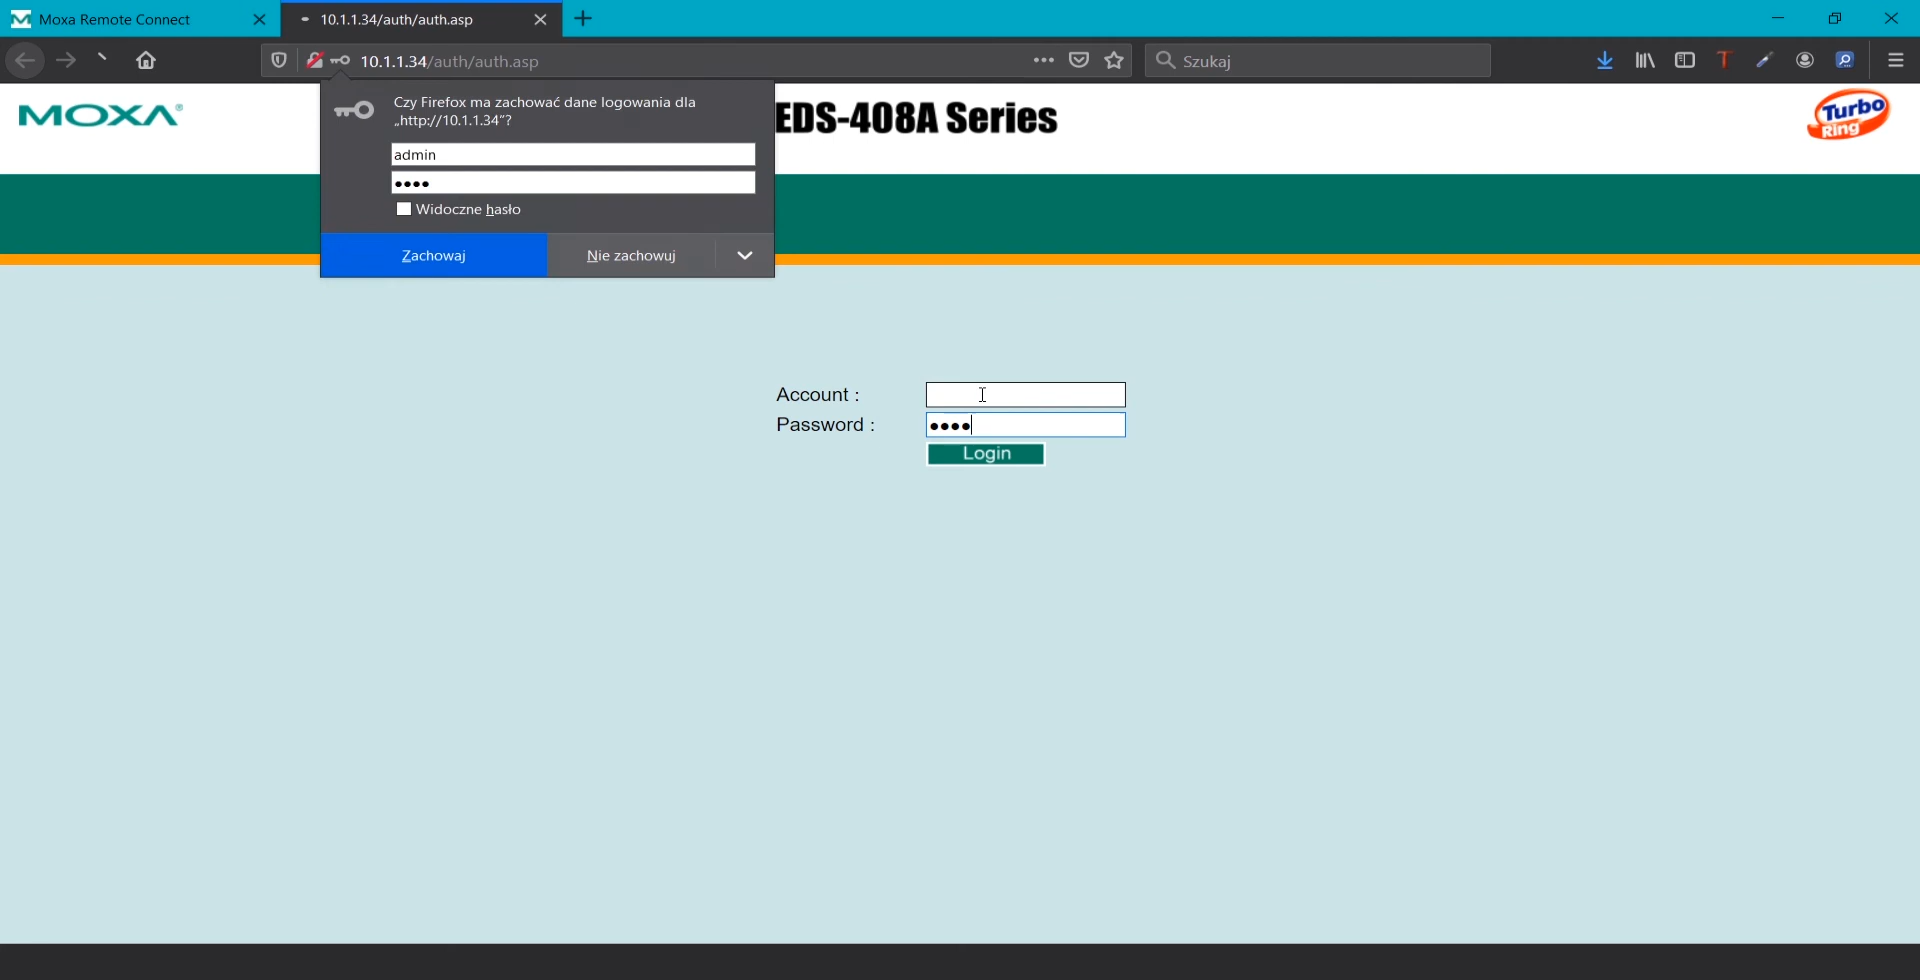 Moxa Remote Connect
10.1.1.34/auth/auth.asp
10.1.1.34/auth/auth.asp
Szukaj
MOXA®
Czy Firefox ma zachować dane logowania dla
„http://10.1.1.34”?
admin
Widoczne hasło
Zachowaj
Nie zachowuj
EDS-408A Series
Turbo
Ring
Account :
Password :
Login